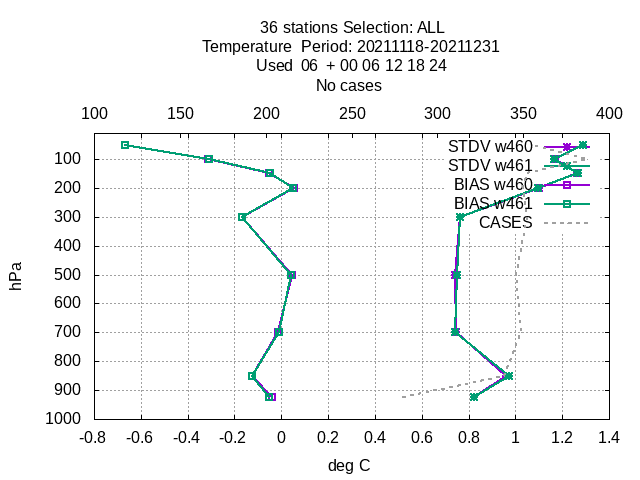 36 stations Selection: ALL
Temperature  Period: 20211118-20211231
Used  06  + 00 06 12 18 24
No cases
100 150 200 250 300 350 400
STDV w460
STDV w461
BIAS w460
BIAS w461
CASES
100
200
300
400
500
600
700
800
900
1000
hPa
-0.8 -0.6 -0.4 -0.2 0 0.2 0.4 0.6 0.8 1 1.2 1.4
deg C